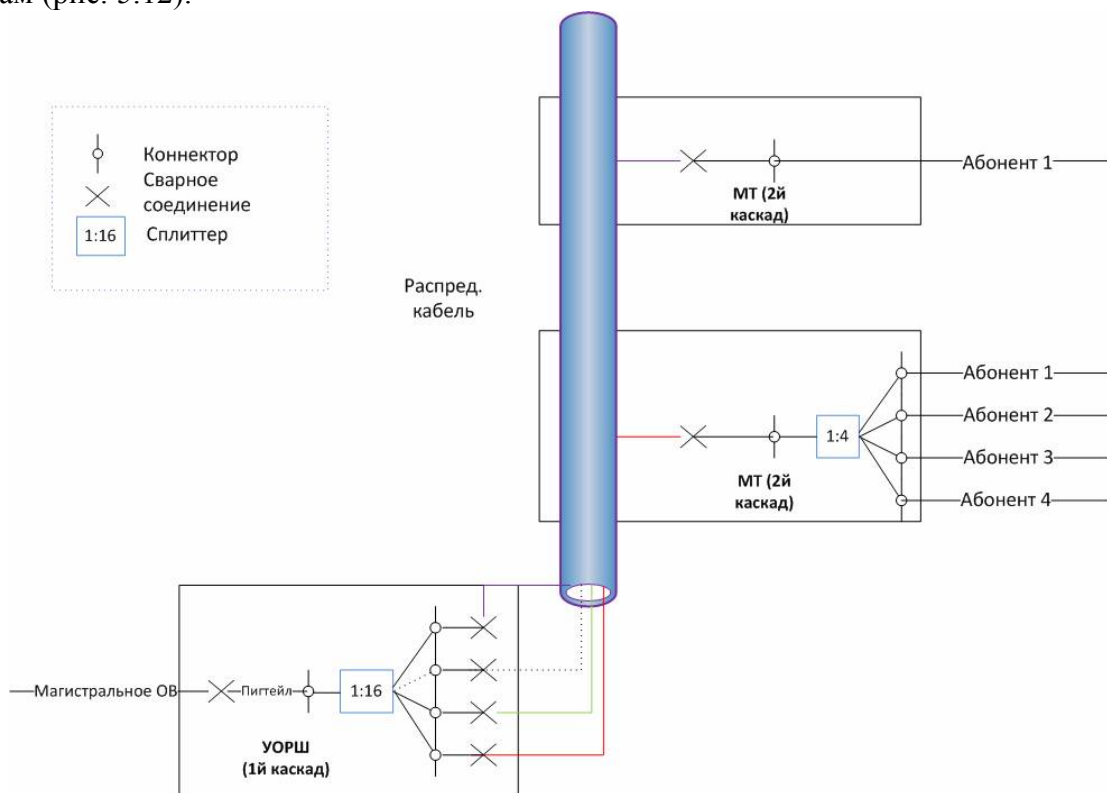 ам (рис. 3.12).
Коннектор
Сварное
соединение
1:16
Сплиттер
МТ (2й
каскад)
Абонент 1
Распред.
кабель
1:4
МТ (2й
каскад)
Абонент 1
Абонент 2
Абонент 3
Абонент 4
Магистральное ОВ
Пигтейл
1:16
УОРШ
(1й каскад)